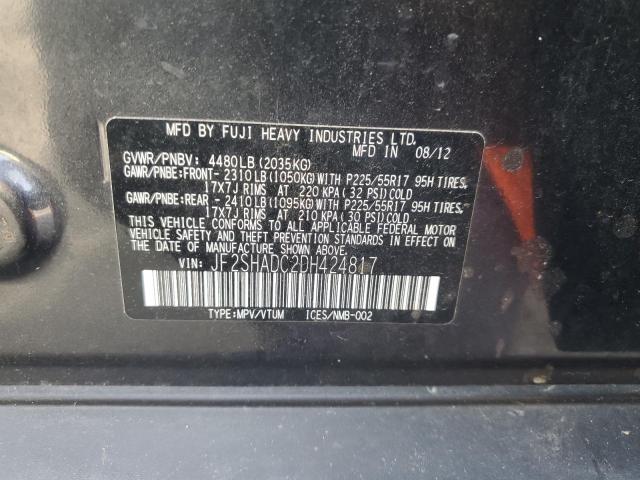 MFD BY FUJI HEAVY INDUSTRIES LTD.
MFD IN 08/12
GVWR/PNBV: 4480LB (2035KG)
GAWR/PNBE:FRONT- 2310LB(1050KG)WITH P225/55R17 95H TIRES,
17X7J RIMS AT 220 KPA(32 PSI)COLD
GAWR/PNBE:REAR - 2410LB(1095KG)WITH P225/55R17 95H TIRES,
17X7J RIMS AT 210 KPA(30 PSI)COLD
THIS VEHICLE CONFORMS TO ALL APPLICABLE FEDERAL MOTOR
VEHICLE SAFETY AND THEFT PREVENTION STANDARDS IN EFFECT
ON THE DATE OF MANUFACTURE SHOWN ABOVE.
VIN: JF2SHADC2DH424817
TYPE:MPV/VTUM ICES/NMB-002